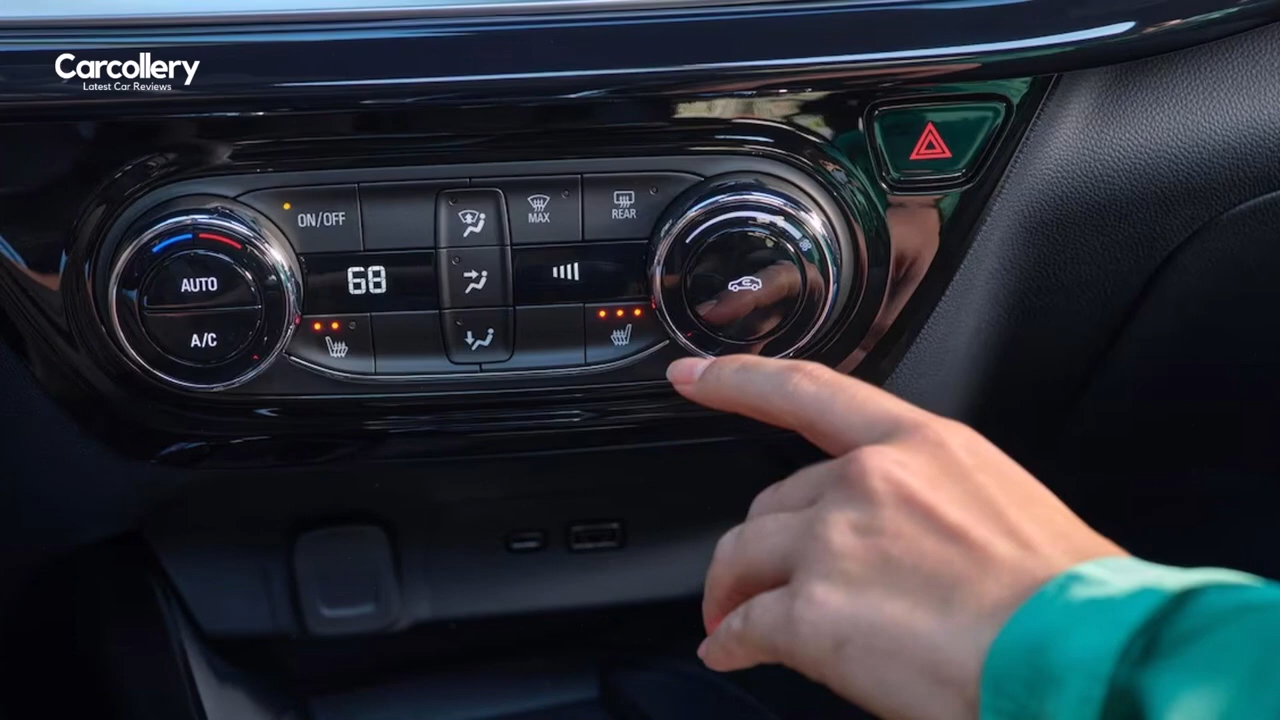 Carcollery
Latest Car Reviews
ON/OFF
MAX
REAR
AUTO
68
A/C